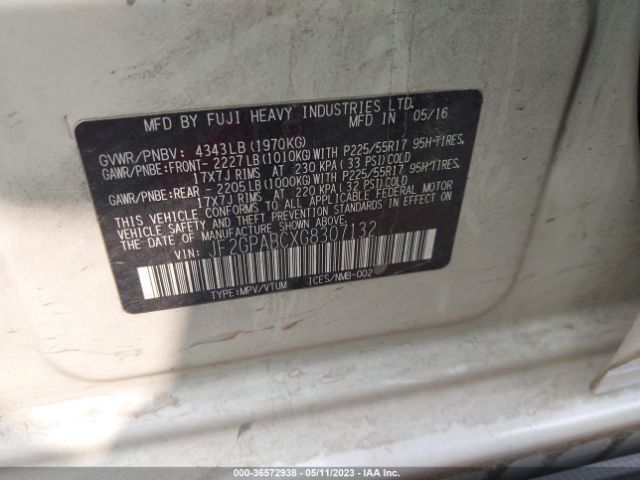 MFD BY FUJI HEAVY INDUSTRIES LTD.
MFD IN 05/16
GVWR/PNBV: 4343LB(1970KG)
GAWR/PNBE:FRONT- 2227LB(1010KG)WITH P225/55R17 95H TIRES,
17X7J RIMS AT 230 KPA(33 PSI)COLD
GAWR/PNBE:REAR - 2205LB(1000KG)WITH P225/55R17 95H TIRES,
17X7J RIMS AT 220 KPA(32 PSI)COLD
THIS VEHICLE CONFORMS TO ALL APPLICABLE FEDERAL MOTOR
VEHICLE SAFETY STANDARDS IN EFFECT ON THE DATE OF
MANUFACTURE SHOWN ABOVE.
VIN: JF2GPABCXG8307132
TYPE:MPV/VTUM ICES/NMB-002
000-36572938 - 05/11/2023 - IAA Inc.